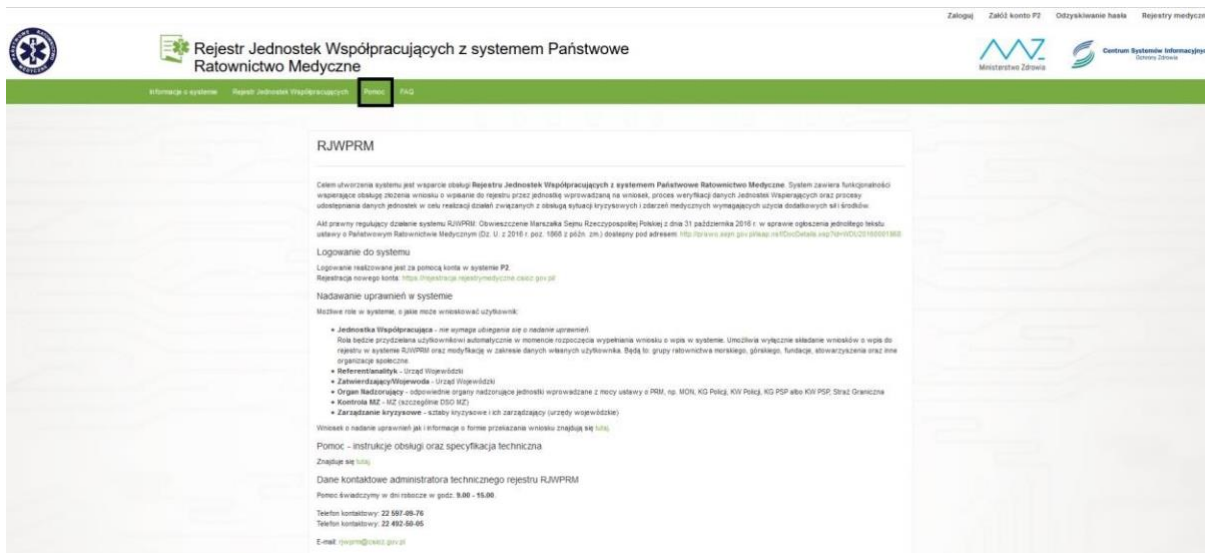 Zaloguj Załóż konto P2 Odzyskiwanie hasła Rejestry medyczn
Rejestr Jednostek Współpracujących z systemem Państwowe
Ratownictwo Medyczne
Ministerstwo Zdrowia
Centrum Systemów Informacyjny
Ochrony Zdrowia
Informacje o systemie Rejestr Jednostek Współpracujących Pomoc FAQ
RJWPRM
Celem utworzenia systemu jest wsparcie obsługi Rejestru Jednostek Współpracujących z systemem Państwowe Ratownictwo Medyczne. System zawiera funkcjonalności
wspierające obsługę złożenia wniosku o wpisanie do rejestru przez jednostkę wprowadzaną na wniosek, proces weryfikacji danych Jednostek Wspierających oraz procesy
udostępniania danych jednostek w celu realizacji działań związanych z obsługą sytuacji kryzysowych i zdarzeń medycznych wymagających użycia dodatkowych sił i środków.
Akt prawny regulujący działanie systemu RJWPRM: Obwieszczenie Marszałka Sejmu Rzeczypospolitej Polskiej z dnia 31 października 2016 r. w sprawie ogłoszenia jednolitego tekstu
ustawy o Państwowym Ratownictwie Medycznym (Dz. U. z 2016 r. poz. 1868 z późn. zm.) dostępny pod adresem:
Logowanie do systemu
Logowanie realizowane jest za pomocą konta w systemie P2.
Rejestracja nowego konta: https://rejestracja.rejestrymedyczne.csioz.gov.pl/
Nadawanie uprawnień w systemie
Możliwe role w systemie, o jakie może wnioskować użytkownik:
• Jednostka Współpracująca - nie wymaga ubiegania się o nadanie uprawnień.
Rola będzie przydzielana użytkownikowi automatycznie w momencie rozpoczęcia wypełniania wniosku o wpis w systemie. Umożliwia wyłącznie składanie wniosków o wpis do
rejestru w systemie RJWPRM oraz modyfikację w zakresie danych własnych użytkownika. Będą to: grupy ratownictwa morskiego, górskiego, fundacje, stowarzyszenia oraz inne
organizacje społeczne.
• Referent/analityk - Urząd Wojewódzki
• Zatwierdzający/Wojewoda - Urząd Wojewódzki
• Organ Nadzorujący - odpowiednie organy nadzorujące jednostki wprowadzane z mocy ustawy o PRM, np. MON, KG Policji, KW Policji, KG PSP albo KW PSP, Straż Graniczna
• Kontrola MZ - MZ (szczególnie DSO MZ)
• Zarządzanie kryzysowe - sztaby kryzysowe i ich zarządzający (urzędy wojewódzkie)
Wniosek o nadanie uprawnień jak i informacje o formie przekazania wniosku znajdują się tutaj.
Pomoc - instrukcje obsługi oraz specyfikacja techniczna
Znajduje się tutaj.
Dane kontaktowe administratora technicznego rejestru RJWPRM
Pomoc świadczymy w dni robocze w godz. 9.00 - 15.00.
Telefon kontaktowy: 22 597-09-76
Telefon kontaktowy: 22 492-50-05
E-mail: rjwprm@csioz.gov.pl